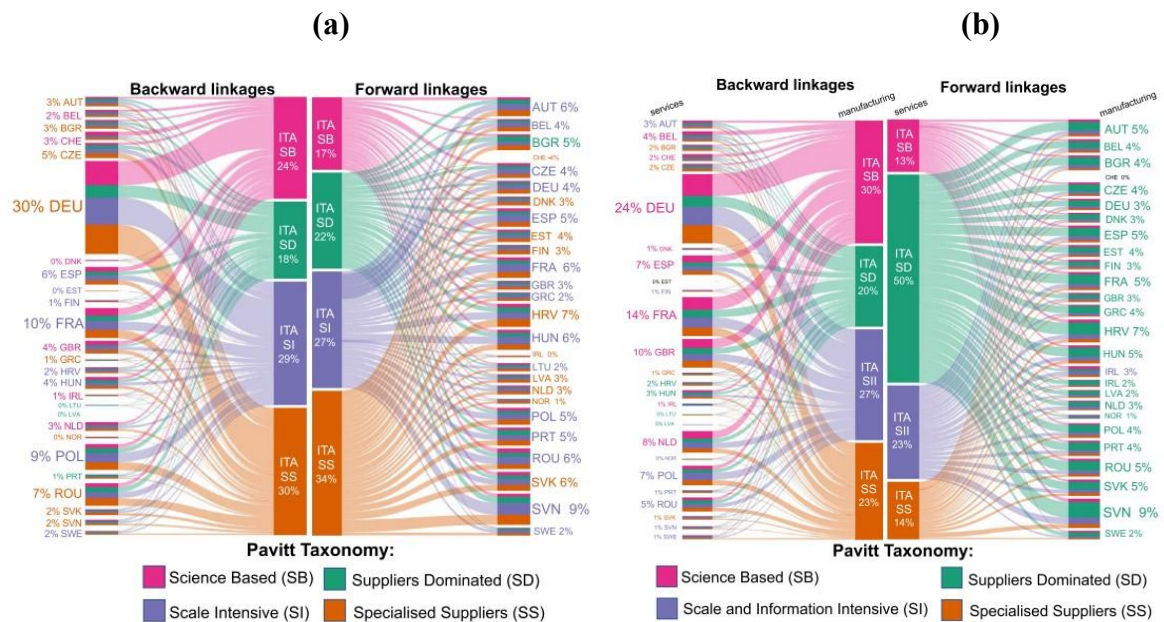 (a)
Backward linkages
Forward linkages
3% AUT
2% BEL
3% BGR
3% CHE
5% CZE
30% DEU
0% DNK
6% ESP
0% EST
1% FIN
10% FRA
4% GBR
1% GRC
2% HRV
4% HUN
1% IRL
0% LTU
0% LVA
3% NLD
0% NOR
9% POL
1% PRT
7% ROU
2% SVK
2% SVN
2% SWE
ITA
SB
24%
ITA
SD
18%
ITA
SI
29%
ITA
SS
30%
ITA
SB
17%
ITA
SD
22%
ITA
SI
27%
ITA
SS
34%
AUT 6%
BEL 4%
BGR 5%
CZE 4%
DEU 4%
DNK 3%
ESP 5%
EST 4%
FIN 3%
FRA 6%
GBR 3%
GRC 2%
HRV 7%
HUN 6%
IRL 0%
LTU 2%
LVA 3%
NLD 3%
NOR 1%
POL 5%
PRT 5%
ROU 6%
SVK 6%
SVN 9%
SWE 2%
Pavitt Taxonomy:
Science Based (SB)
Suppliers Dominated (SD)
Scale Intensive (SI)
Specialised Suppliers (SS)
(b)
Backward linkages
Forward linkages
services
manufacturing
services
manufacturing
3% AUT
4% BEL
2% BGR
2% CHE
2% CZE
24% DEU
1% DNK
7% ESP
0% EST
1% FIN
14% FRA
10% GBR
1% GRC
2% HRV
3% HUN
1% IRL
0% LTU
0% LVA
8% NLD
0% NOR
7% POL
1% PRT
5% ROU
1% SVK
1% SVN
1% SWE
ITA
SB
30%
ITA
SD
20%
ITA
SII
27%
ITA
SS
23%
ITA
SB
13%
ITA
SD
50%
ITA
SII
23%
ITA
SS
14%
AUT 5%
BEL 4%
BGR 4%
CHE 0%
CZE 4%
DEU 3%
DNK 3%
ESP 5%
EST 4%
FIN 3%
FRA 5%
GBR 3%
GRC 4%
HRV 7%
HUN 5%
IRL 3%
IRL 2%
LVA 2%
NLD 3%
NOR 1%
POL 4%
PRT 4%
ROU 5%
SVK 5%
SVN 9%
SWE 2%
Pavitt Taxonomy:
Science Based (SB)
Suppliers Dominated (SD)
Scale and Information Intensive (SI)
Specialised Suppliers (SS)